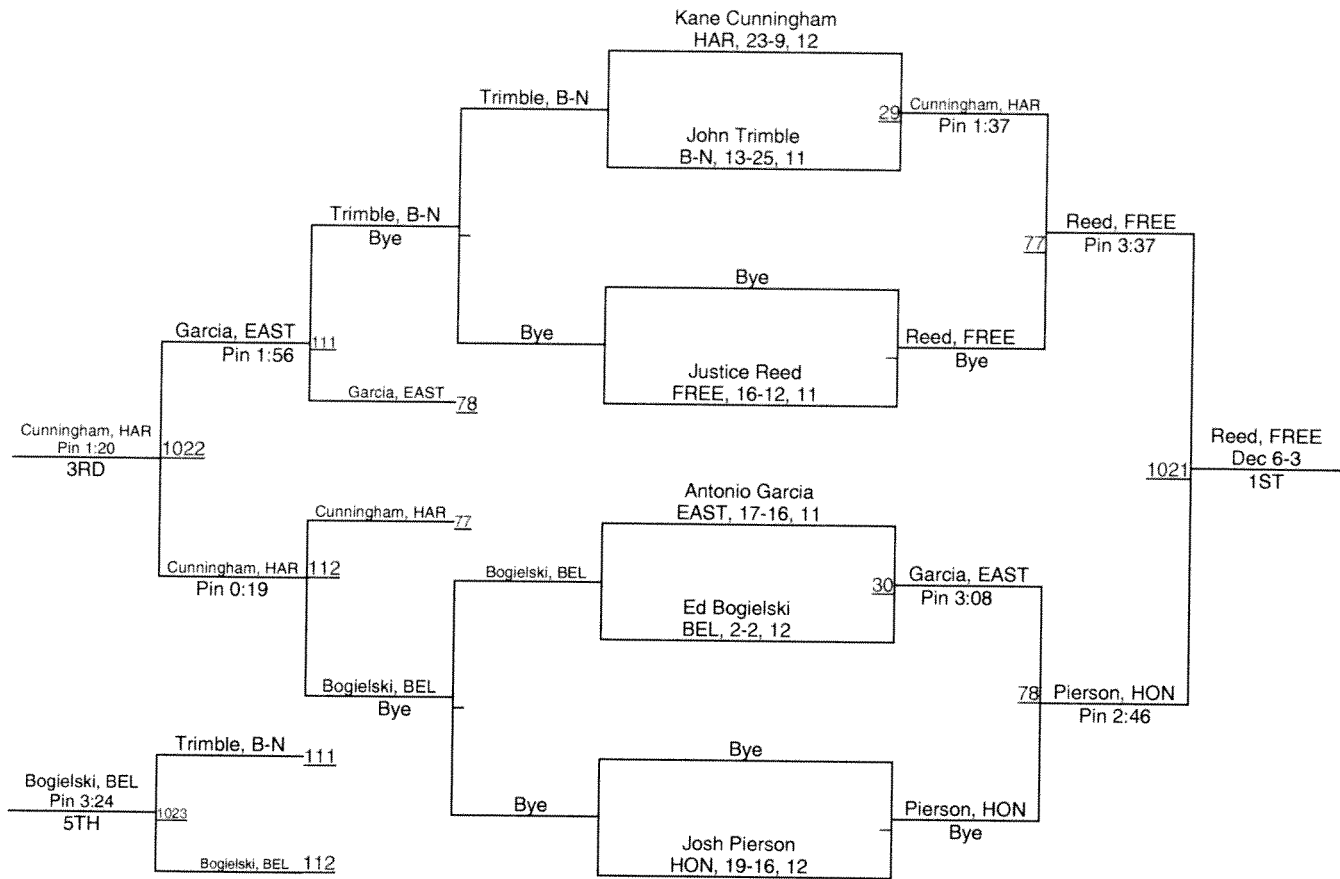 Kane Cunningham
HAR, 23-9, 12
Trimble, B-N
29
Cunningham, HAR
Pin 1:37
John Trimble
B-N, 13-25, 11
Trimble, B-N
Bye
77
Reed, FREE
Pin 3:37
Bye
Garcia, EAST
Pin 1:56
111
Bye
Reed, FREE
Bye
Justice Reed
FREE, 16-12, 11
Garcia, EAST
78
Cunningham, HAR
Pin 1:20
3RD
1022
1021
Reed, FREE
Dec 6-3
1ST
Antonio Garcia
EAST, 17-16, 11
Cunningham, HAR
77
Cunningham, HAR
Pin 0:19
112
Bogielski, BEL
30
Garcia, EAST
Pin 3:08
Ed Bogielski
BEL, 2-2, 12
Bogielski, BEL
Bye
78
Pierson, HON
Pin 2:46
Trimble, B-N
111
Bye
Bogielski, BEL
Pin 3:24
5TH
1023
Bye
Pierson, HON
Bye
Josh Pierson
HON, 19-16, 12
Bogielski, BEL
112